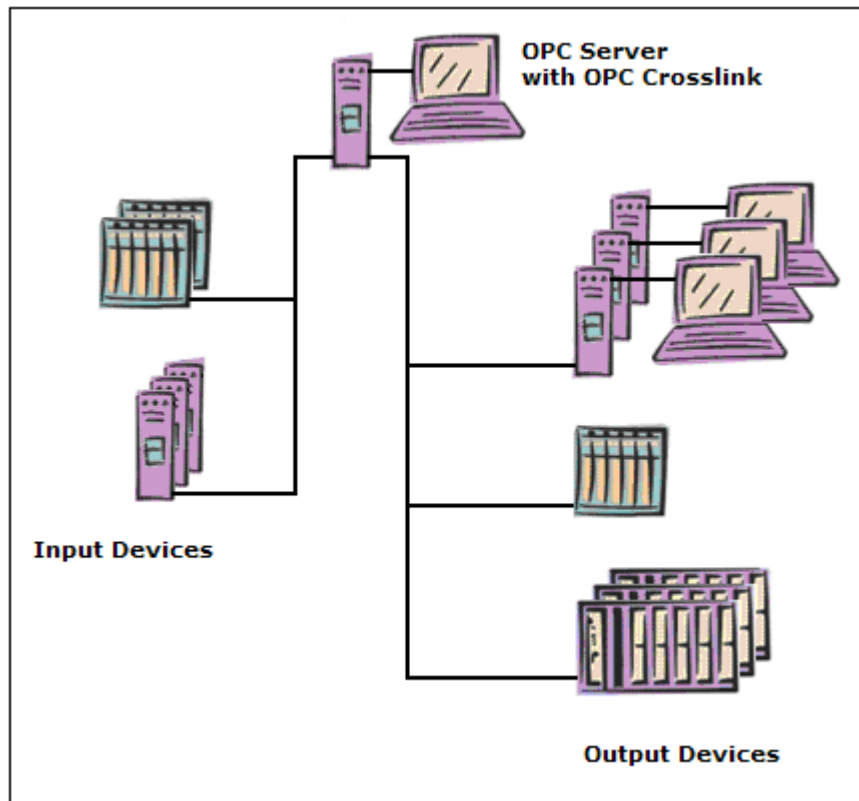 OPC Server
with OPC Crosslink
Input Devices
Output Devices